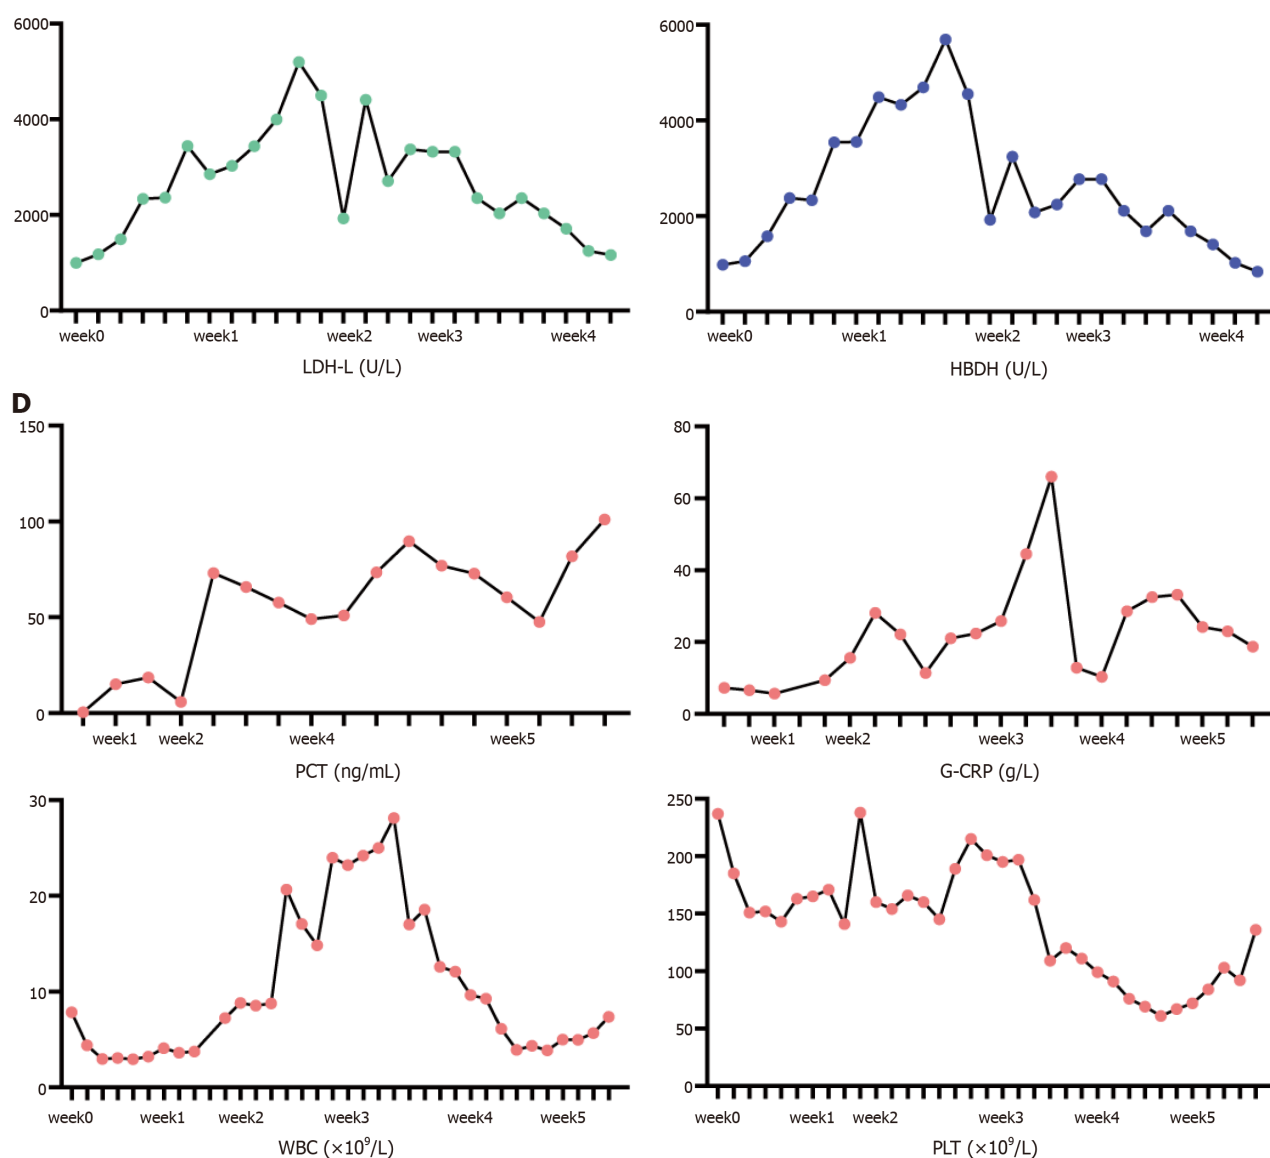 6000
4000
2000
0
week0 week1 week2 week3 week4
LDH-L (U/L)
6000
4000
2000
0
week0 week1 week2 week3 week4
HBDH (U/L)
D
150
100
50
0
week1 week2 week4 week5
PCT (ng/mL)
80
60
40
20
0
week1 week2 week3 week4 week5
G-CRP (g/L)
30
20
10
0
week0 week1 week2 week3 week4 week5
WBC (×10⁹/L)
250
200
150
100
50
0
week0 week1 week2 week3 week4 week5
PLT (×10⁹/L)